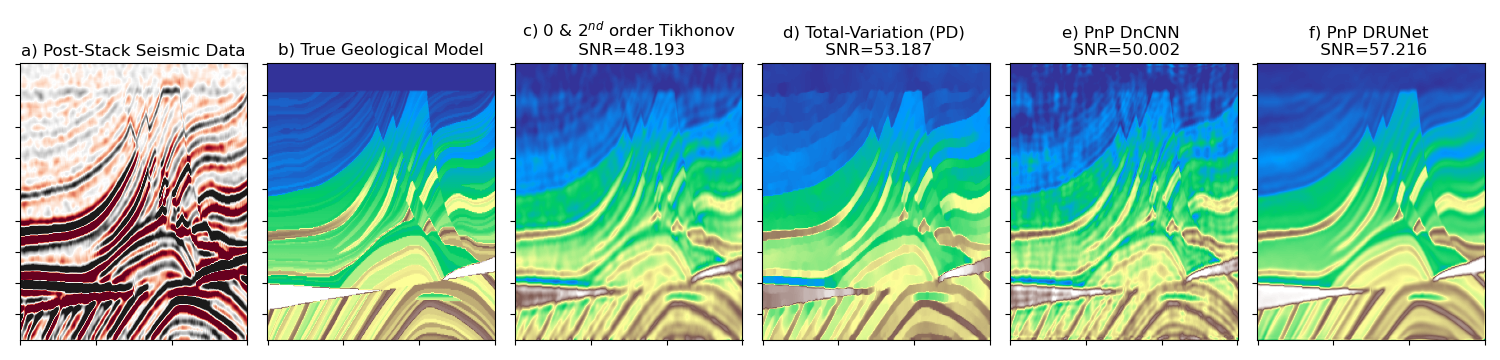 a) Post-Stack Seismic Data
b) True Geological Model
c) 0 & 2nd order Tikhonov
SNR=48.193
d) Total-Variation (PD)
SNR=53.187
e) PnP DnCNN
SNR=50.002
f) PnP DRUNet
SNR=57.216